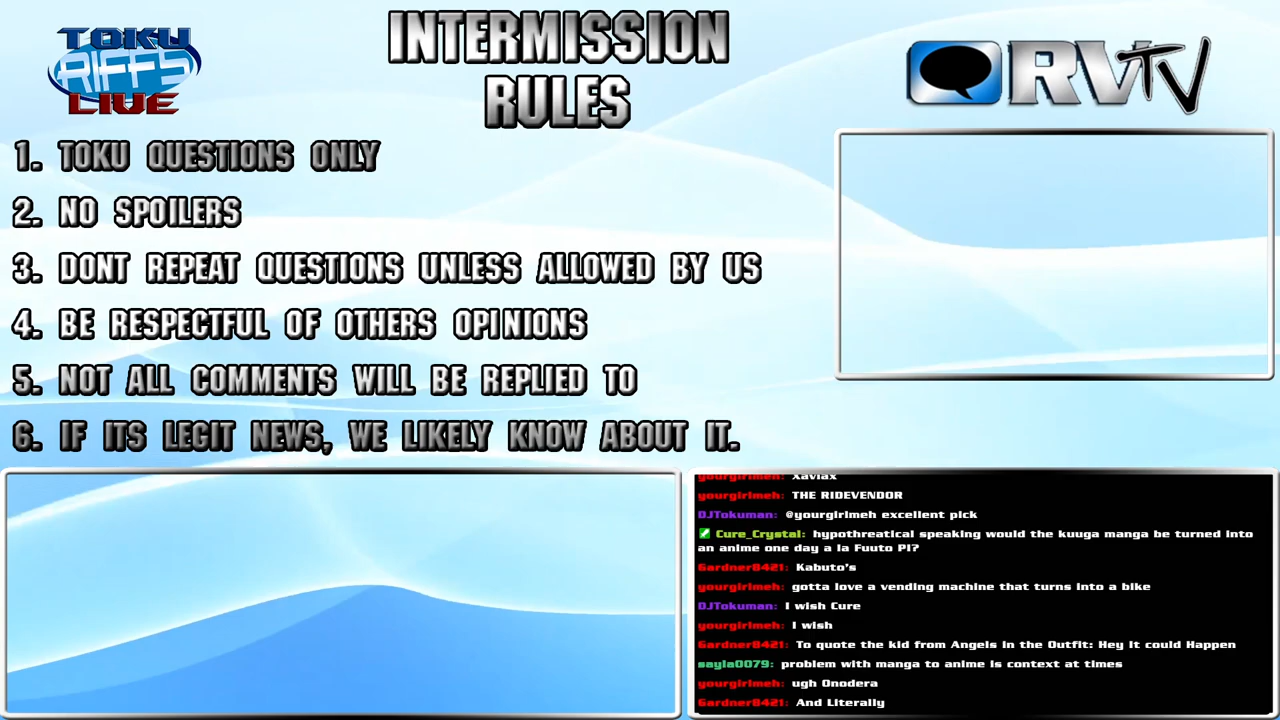 TOKU
RIFFS
LIVE
INTERMISSION
RULES
RVTV
1. TOKU QUESTIONS ONLY
2. NO SPOILERS
3. DONT REPEAT QUESTIONS UNLESS ALLOWED BY US
4. BE RESPECTFUL OF OTHERS OPINIONS
5. NOT ALL COMMENTS WILL BE REPLIED TO
6. IF ITS LEGIT NEWS, WE LIKELY KNOW ABOUT IT.
yourgirlmeh: Xaviax
yourgirlmeh: THE RIDEVENDOR
DJTokuman: @yourgirlmeh excellent pick
Cure_Crystal: hypothreatical speaking would the kuuga manga be turned into
an anime one day a la Fuuto PI?
Gardner8421: Kabuto's
yourgirlmeh: gotta love a vending machine that turns into a bike
DJTokuman: I wish Cure
yourgirlmeh: I wish
Gardner8421: To quote the kid from Angels in the Outfit: Hey It could Happen
sayla0079: problem with manga to anime is context at times
yourgirlmeh: ugh Onodera
Gardner8421: And Literally